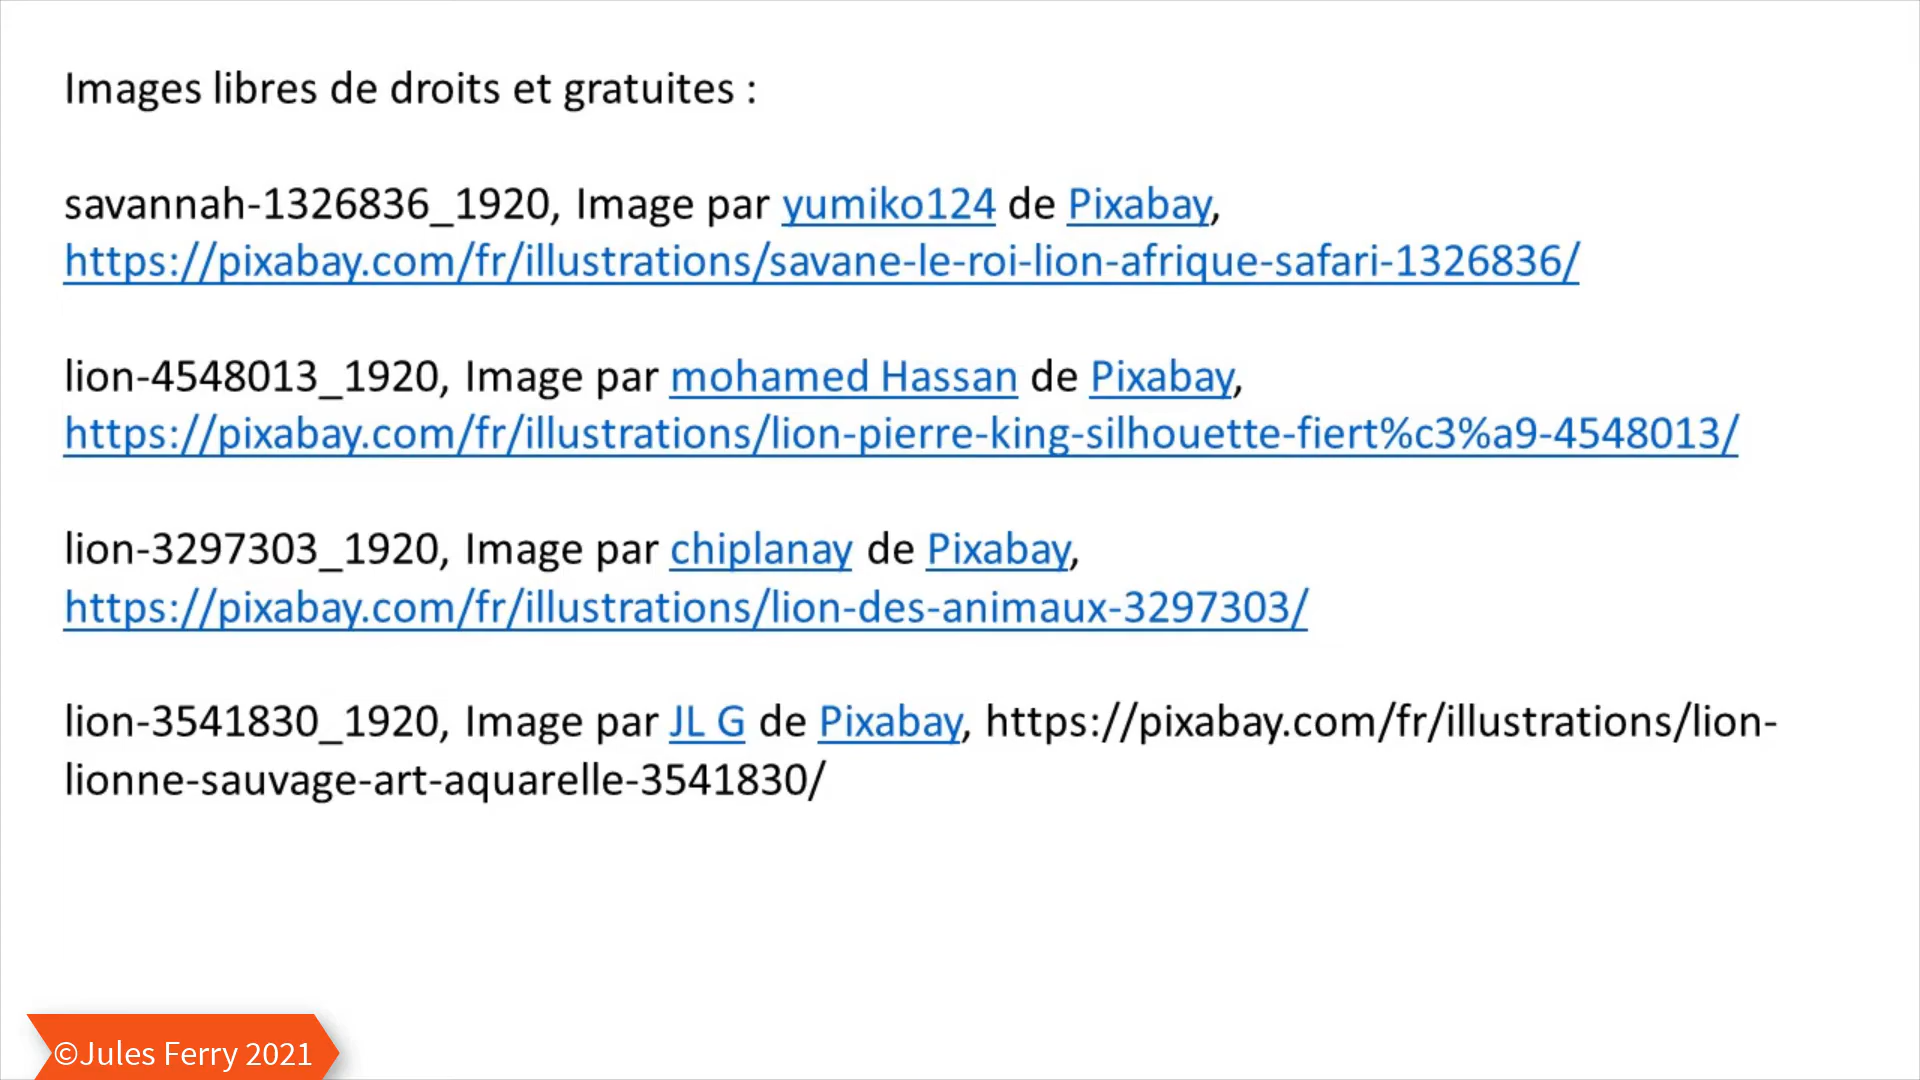 Images libres de droits et gratuites :
savannah-1326836_1920, Image par yumiko124 de Pixabay,
https://pixabay.com/fr/illustrations/savane-le-roi-lion-afrique-safari-1326836/
lion-4548013_1920, Image par mohamed Hassan de Pixabay,
https://pixabay.com/fr/illustrations/lion-pierre-king-silhouette-fiert%c3%a9-4548013/
lion-3297303_1920, Image par chiplanay de Pixabay,
https://pixabay.com/fr/illustrations/lion-des-animaux-3297303/
lion-3541830_1920, Image par JL G de Pixabay, https://pixabay.com/fr/illustrations/lion-
lionne-sauvage-art-aquarelle-3541830/
©Jules Ferry 2021